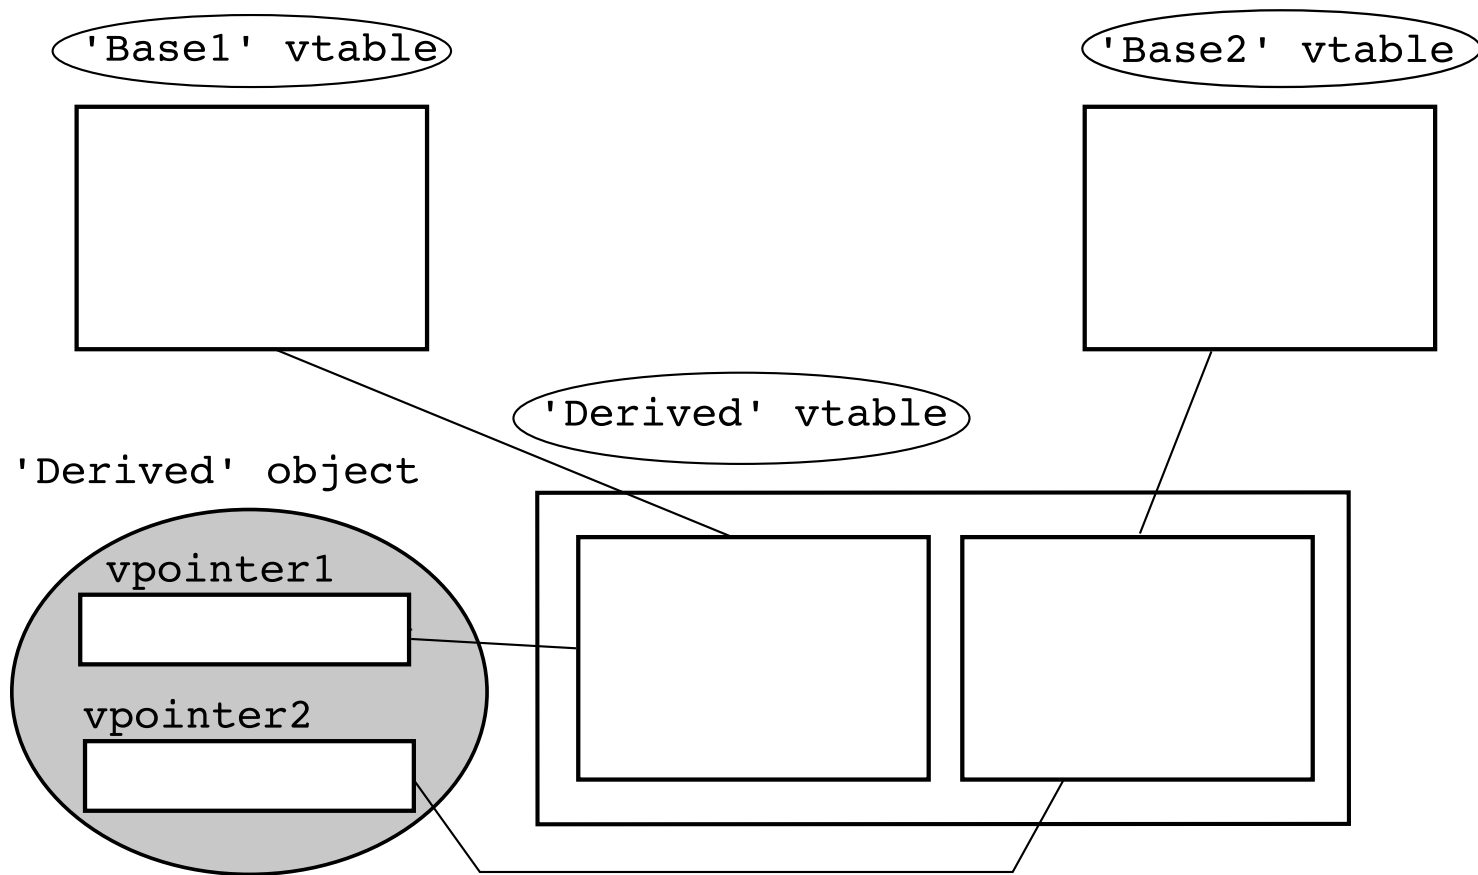 'Base1' vtable
'Base2' vtable
'Derived' vtable
'Derived' object
vpointer1
vpointer2